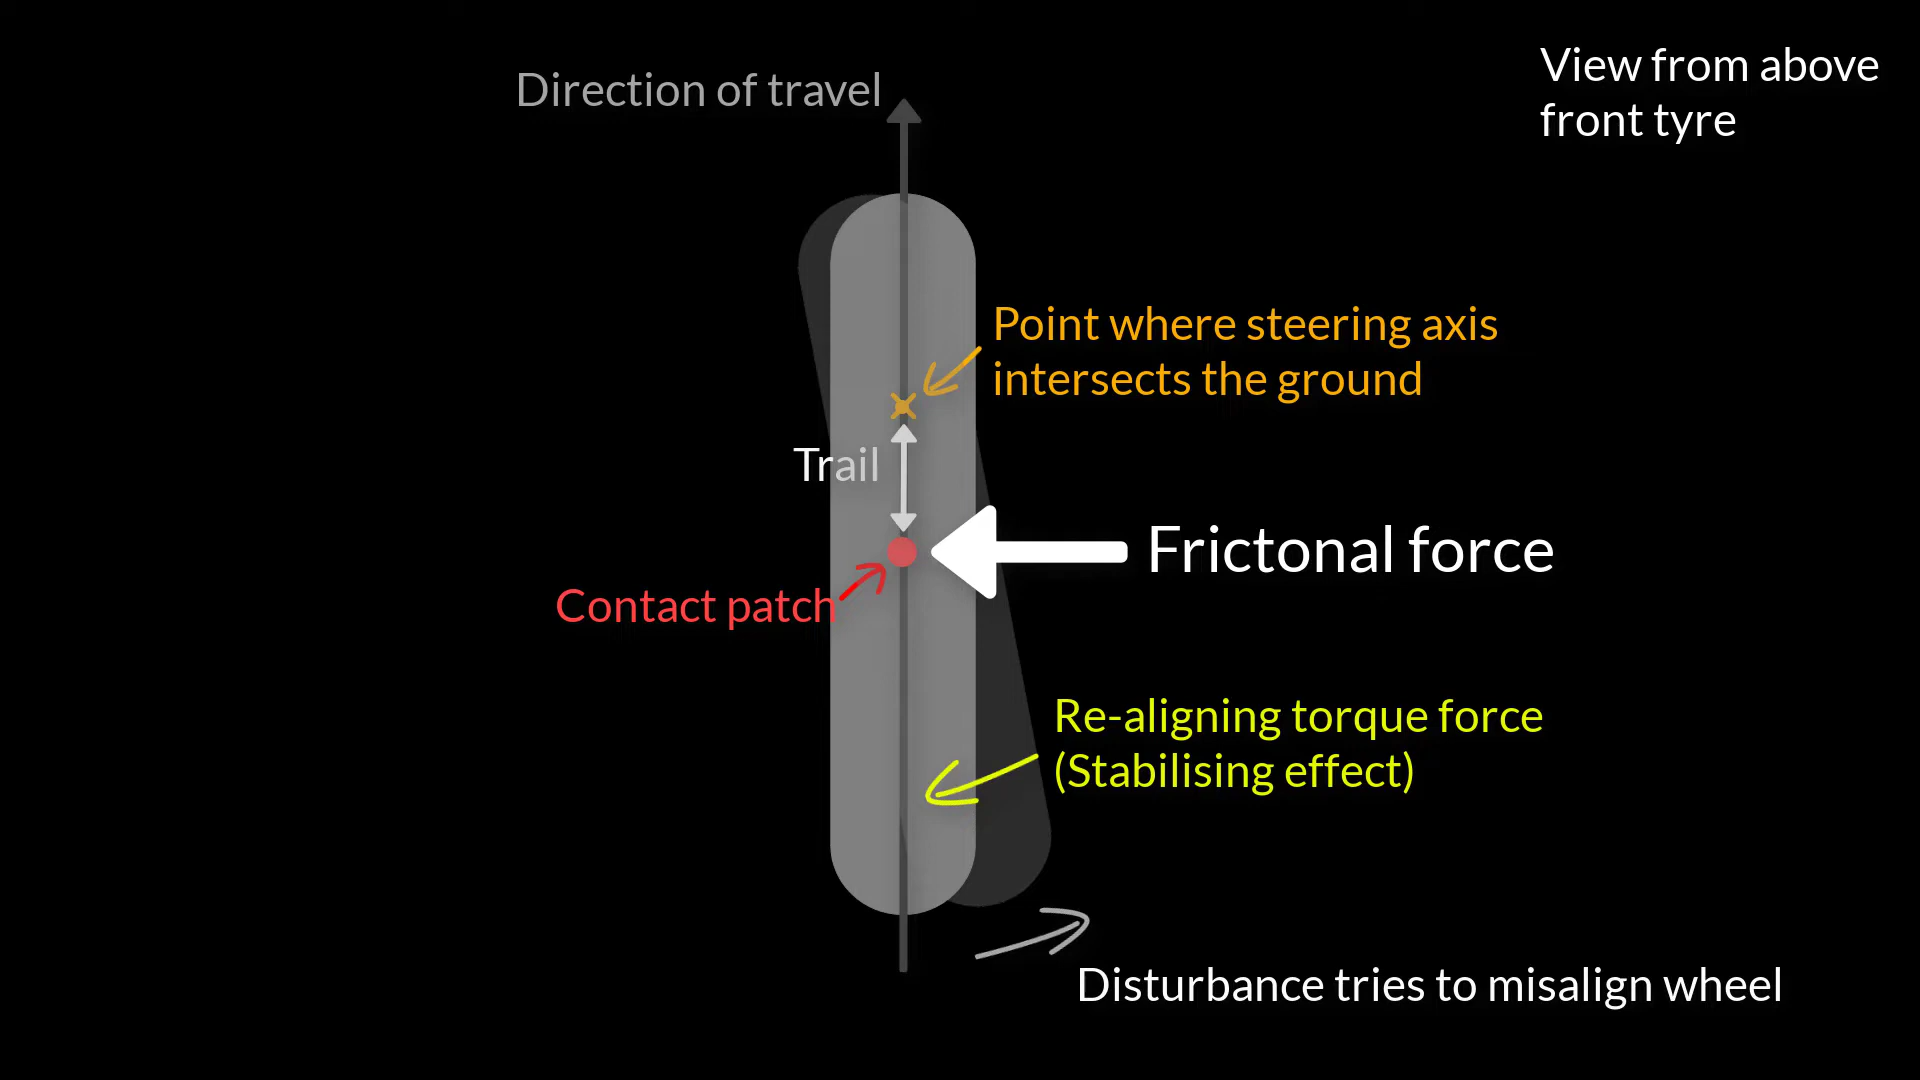 View from above
front tyre
Direction of travel
Point where steering axis
intersects the ground
Trail
Frictonal force
Contact patch
Re-aligning torque force
(Stabilising effect)
Disturbance tries to misalign wheel